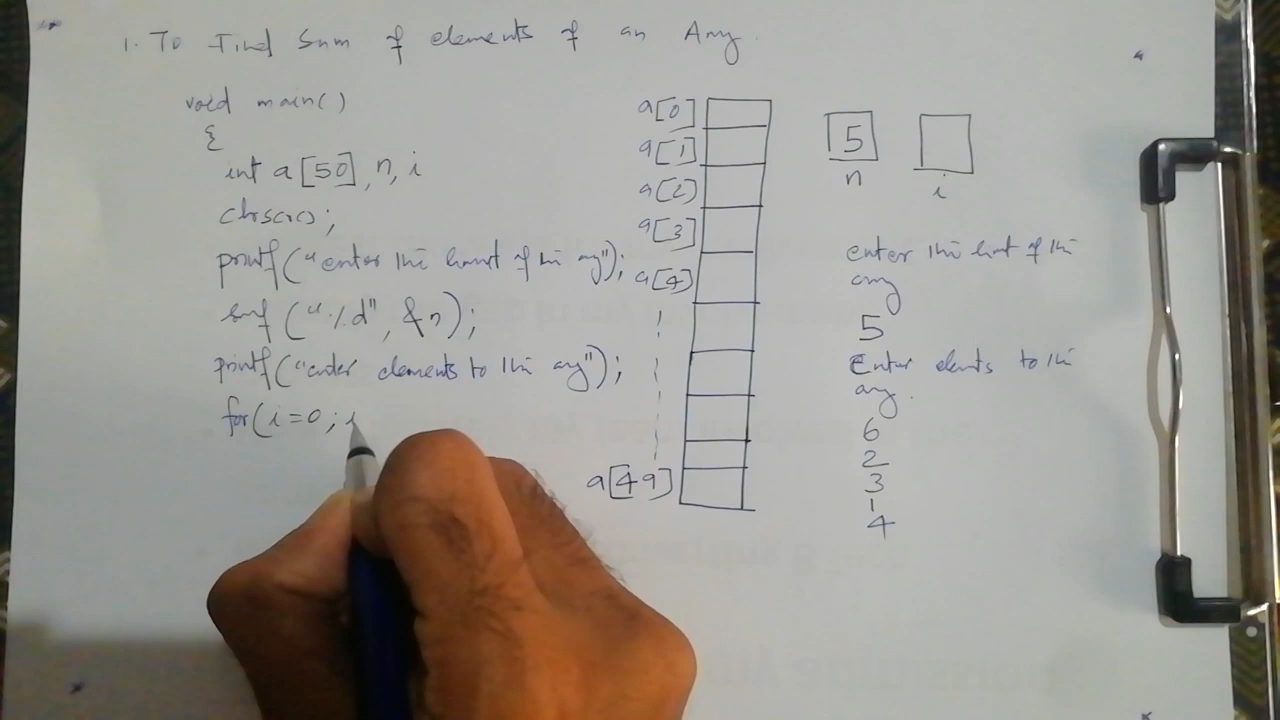 1. To Find Sum of elements of an Array.
void main()
{
int a[50], n, i
clrscr();
printf("enter the limit of the array");
scanf("%d", &n);
printf("enter elements to the array");
for(i=0; i
a[0]
a[1]
a[2]
a[3]
a[4]
a[49]
5
n
i
enter the limit of the
array
5
Enter elements to the
array.
6
2
3
1
4